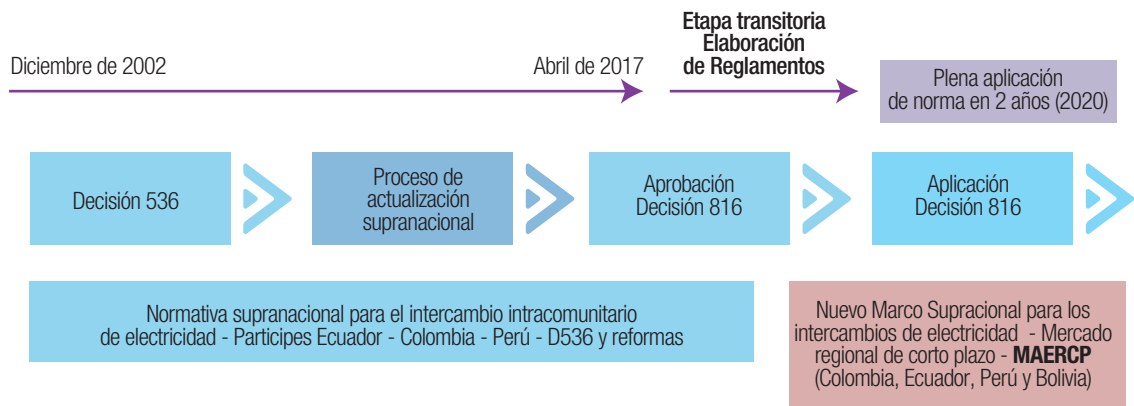 Diciembre de 2002
Abril de 2017
Etapa transitoria
Elaboración
de Reglamentos
Plena aplicación
de norma en 2 años (2020)
Decisión 536
Proceso de
actualización
supranacional
Aprobación
Decisión 816
Aplicación
Decisión 816
Normativa supranacional para el intercambio intracomunitario
de electricidad - Participes Ecuador - Colombia - Perú - D536 y reformas
Nuevo Marco Supracional para los
intercambios de electricidad - Mercado
regional de corto plazo - MAERCP
(Colombia, Ecuador, Perú y Bolivia)